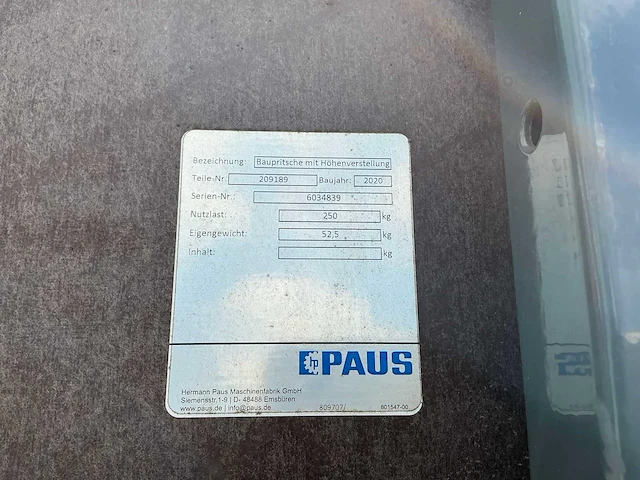 Bezeichnung: Baupritsche mit Höhenverstellung
Teile-Nr. 209189 Baujahr: 2020
Serien-Nr.: 6034839
Nutzlast: 250 kg
Eigengewicht: 52,5 kg
Inhalt: kg
PAUS
Hermann Paus Maschinenfabrik GmbH
Siemensstr.1-9 | D- 48488 Emsbüren
www.paus.de | info@paus.de 809707/ 601547-00